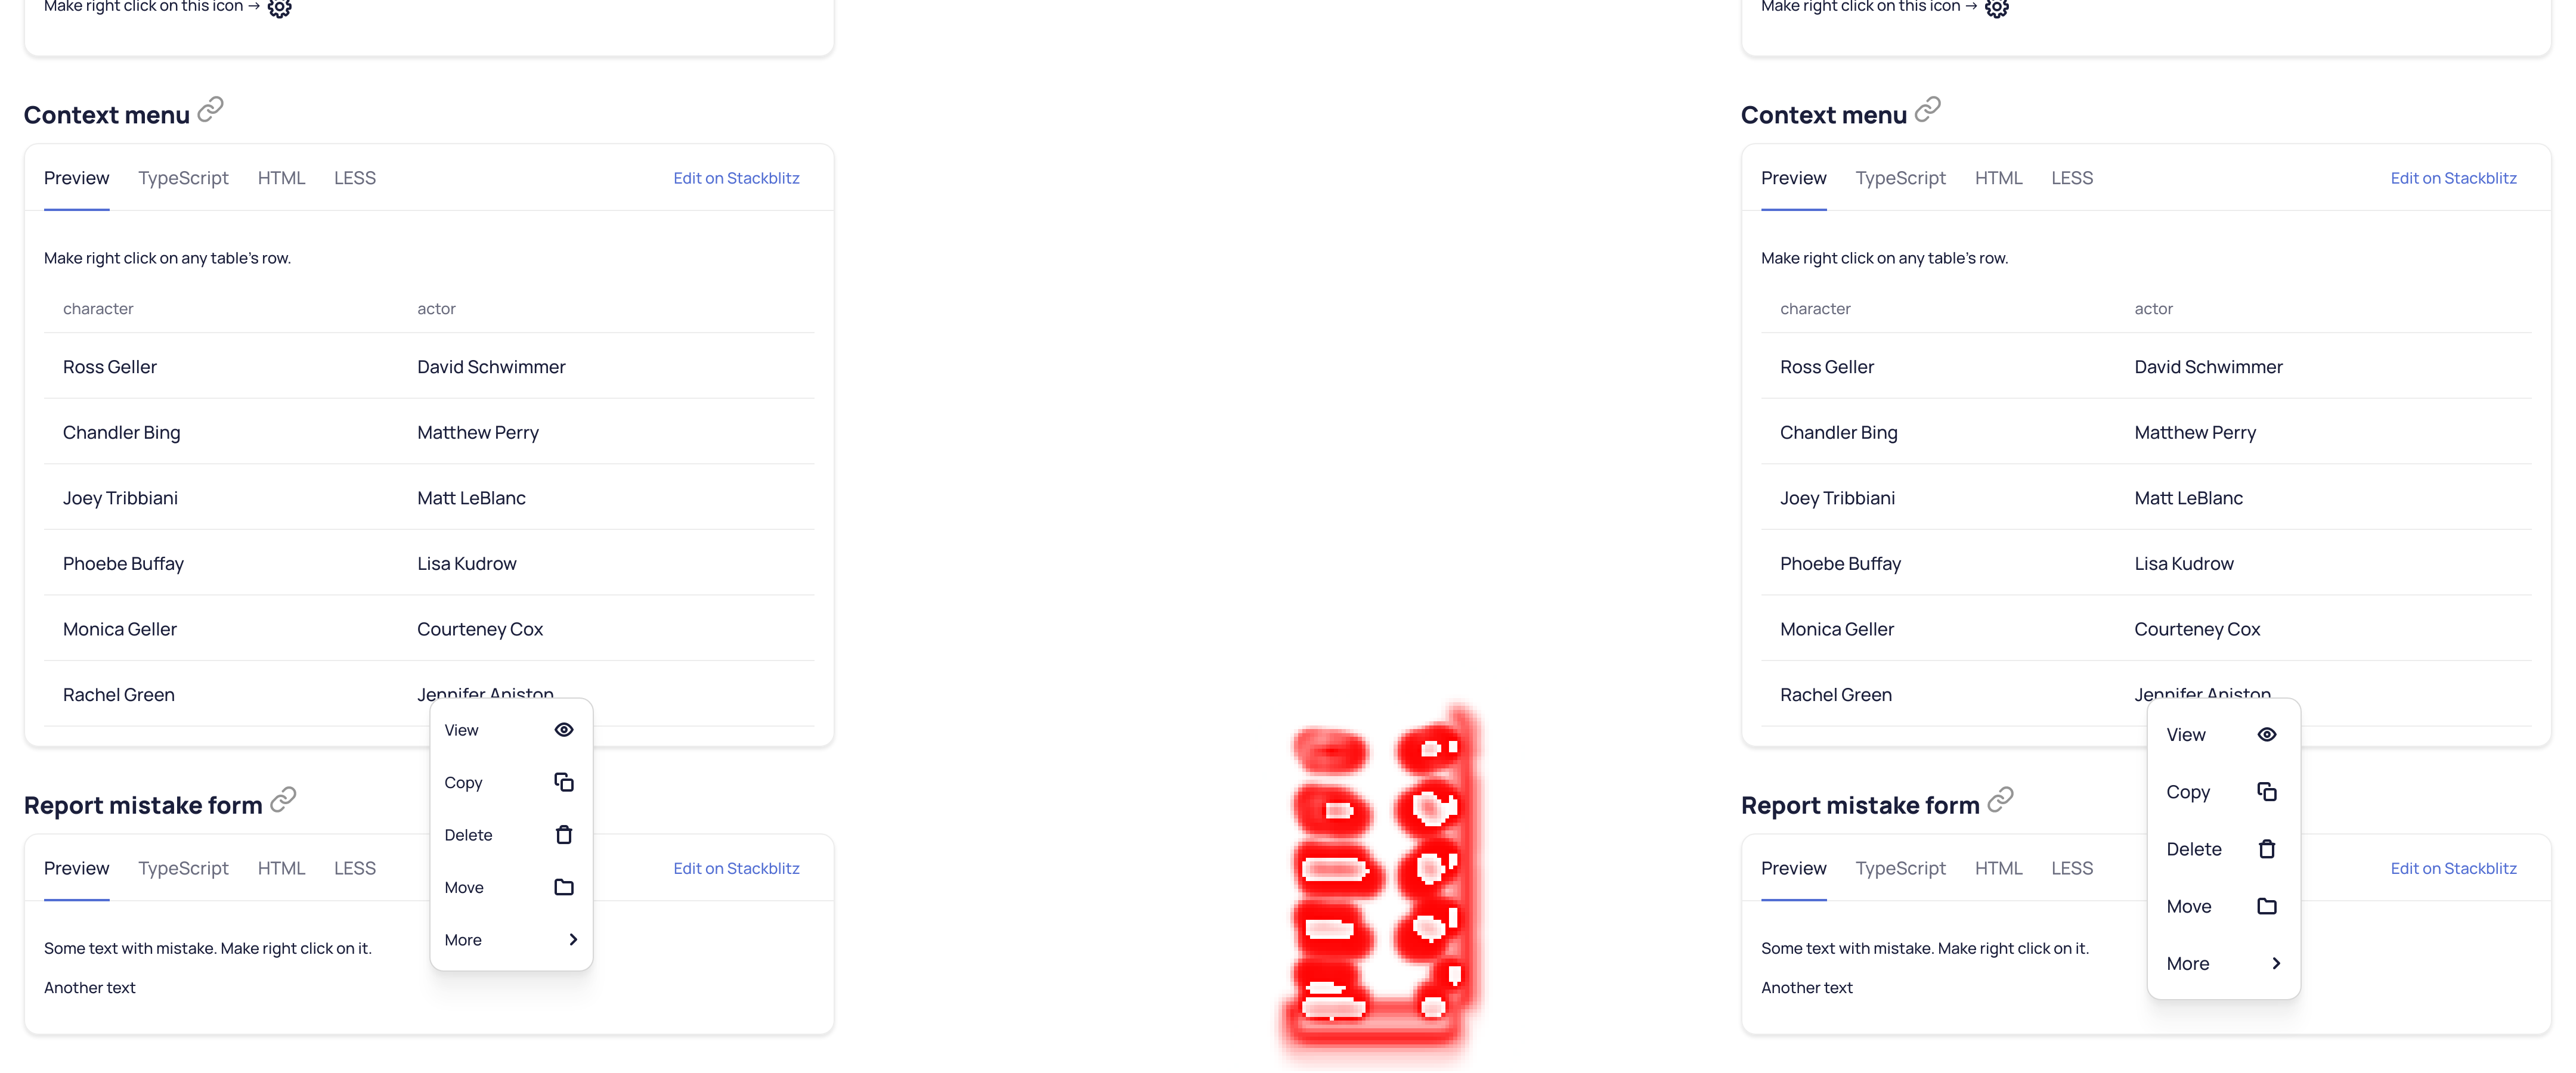 Make right click on this icon →
Context menu
Preview TypeScript HTML LESS Edit on Stackblitz
Make right click on any table's row.
character actor
Ross Geller David Schwimmer
Chandler Bing Matthew Perry
Joey Tribbiani Matt LeBlanc
Phoebe Buffay Lisa Kudrow
Monica Geller Courteney Cox
Rachel Green Jennifer Aniston
View
Copy
Delete
Move
More
Report mistake form
Preview TypeScript HTML LESS Edit on Stackblitz
Some text with mistake. Make right click on it.
Another text
Make right click on this icon →
Context menu
Preview TypeScript HTML LESS Edit on Stackblitz
Make right click on any table's row.
character actor
Ross Geller David Schwimmer
Chandler Bing Matthew Perry
Joey Tribbiani Matt LeBlanc
Phoebe Buffay Lisa Kudrow
Monica Geller Courteney Cox
Rachel Green Jennifer Aniston
View
Copy
Delete
Move
More
Report mistake form
Preview TypeScript HTML LESS Edit on Stackblitz
Some text with mistake. Make right click on it.
Another text